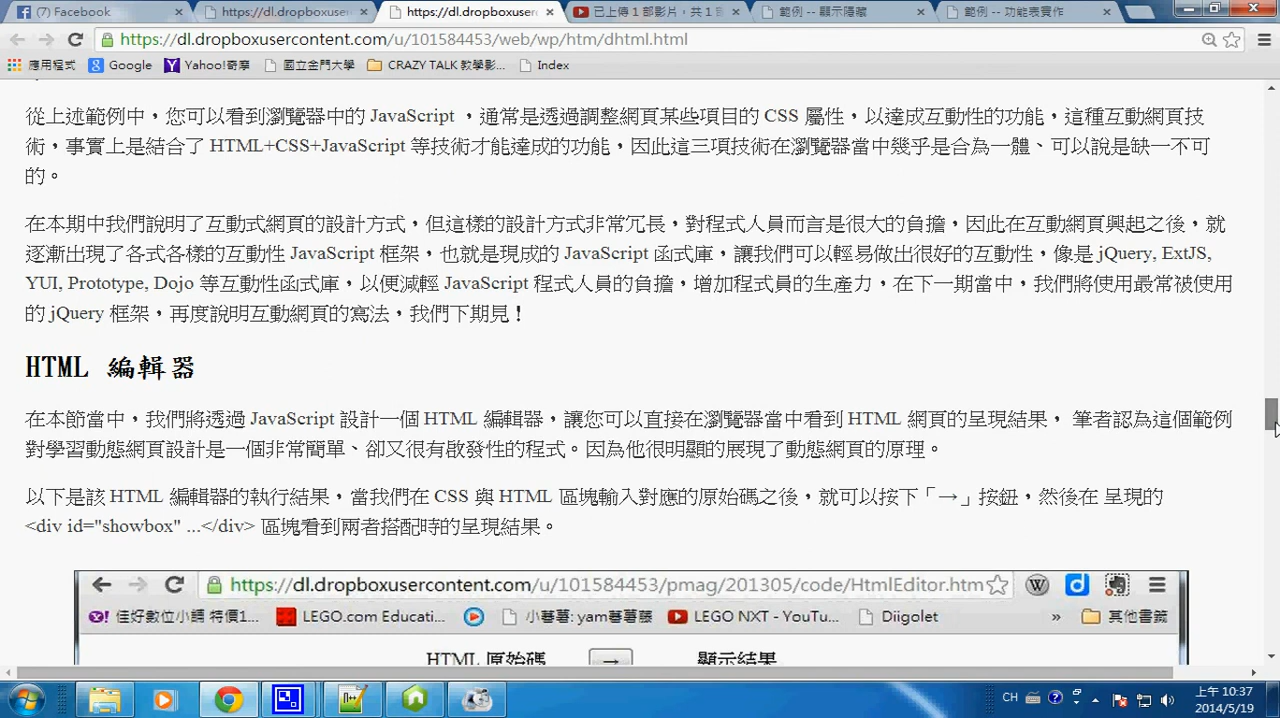 (7) Facebook
https://dl.dropboxuser
https://dl.dropboxuser
已上傳 1 部影片，共 1 部
範例 -- 顯示隱藏
範例 -- 功能表實作
https://dl.dropboxusercontent.com/u/101584453/web/wp/htm/dhtml.html
應用程式
Google
Yahoo!奇摩
國立金門大學
CRAZY TALK 教學影...
Index
從上述範例中，您可以看到瀏覽器中的 JavaScript ，通常是透過調整網頁某些項目的 CSS 屬性，以達成互動性的功能，這種互動網頁技
術，事實上是結合了 HTML+CSS+JavaScript 等技術才能達成的功能，因此這三項技術在瀏覽器當中幾乎是合為一體、可以說是缺一不可
的。
在本期中我們說明了互動式網頁的設計方式，但這樣的設計方式非常冗長，對程式人員而言是很大的負擔，因此在互動網頁興起之後，就
逐漸出現了各式各樣的互動性 JavaScript 框架，也就是現成的 JavaScript 函式庫，讓我們可以輕易做出很好的互動性，像是 jQuery, ExtJS,
YUI, Prototype, Dojo 等互動性函式庫，以便減輕 JavaScript 程式人員的負擔，增加程式員的生產力，在下一期當中，我們將使用最常被使用
的 jQuery 框架，再度說明互動網頁的寫法，我們下期見！
HTML 編輯器
在本節當中，我們將透過 JavaScript 設計一個 HTML 編輯器，讓您可以直接在瀏覽器當中看到 HTML 網頁的呈現結果， 筆者認為這個範例
對學習動態網頁設計是一個非常簡單、卻又很有啟發性的程式。因為他很明顯的展現了動態網頁的原理。
以下是該 HTML 編輯器的執行結果，當我們在 CSS 與 HTML 區塊輸入對應的原始碼之後，就可以按下「→」按鈕，然後在 呈現的
<div id="showbox" ...</div> 區塊看到兩者搭配時的呈現結果。
https://dl.dropboxusercontent.com/u/101584453/pmag/201305/code/HtmlEditor.htm
佳好數位小舖 特價1...
LEGO.com Educati...
小蕃薯: yam蕃薯藤
LEGO NXT - YouTu...
Diigolet
»
其他書籤
HTML 原始碼
→
顯示結果
CH
上午 10:37
2014/5/19